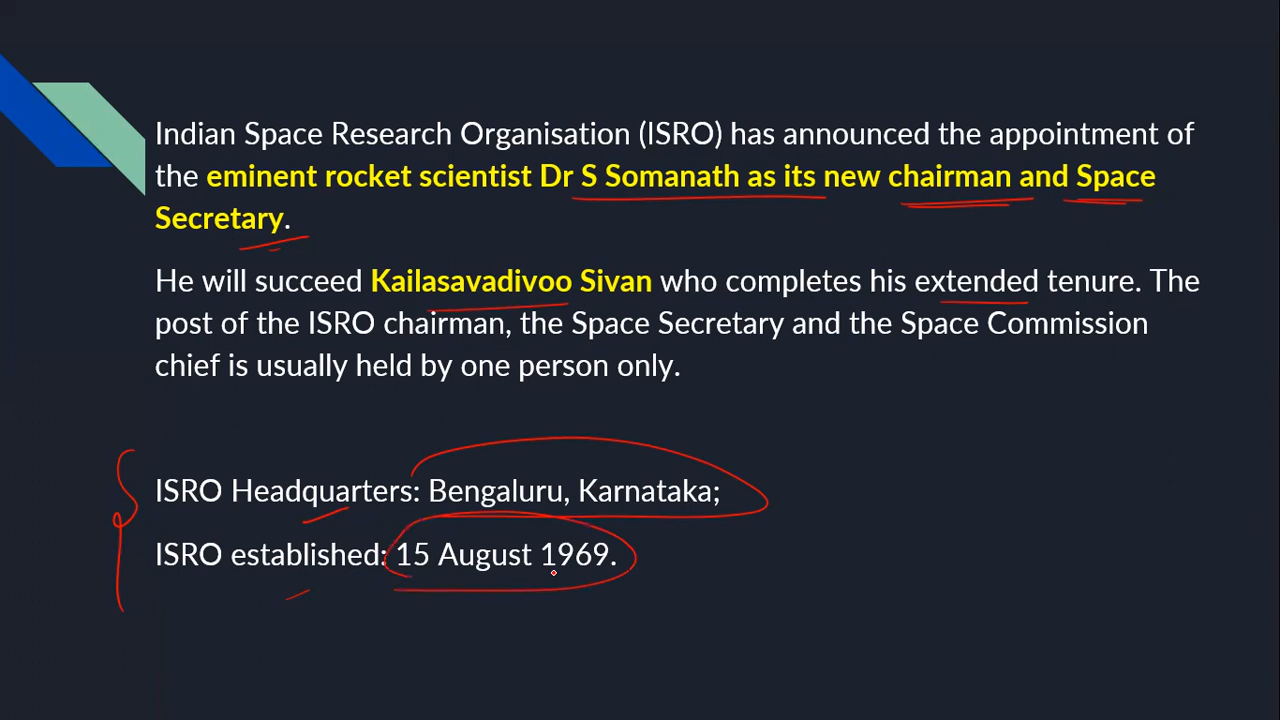 Indian Space Research Organisation (ISRO) has announced the appointment of
the eminent rocket scientist Dr S Somanath as its new chairman and Space
Secretary.
He will succeed Kailasavadivoo Sivan who completes his extended tenure. The
post of the ISRO chairman, the Space Secretary and the Space Commission
chief is usually held by one person only.
ISRO Headquarters: Bengaluru, Karnataka;
ISRO established: 15 August 1969.